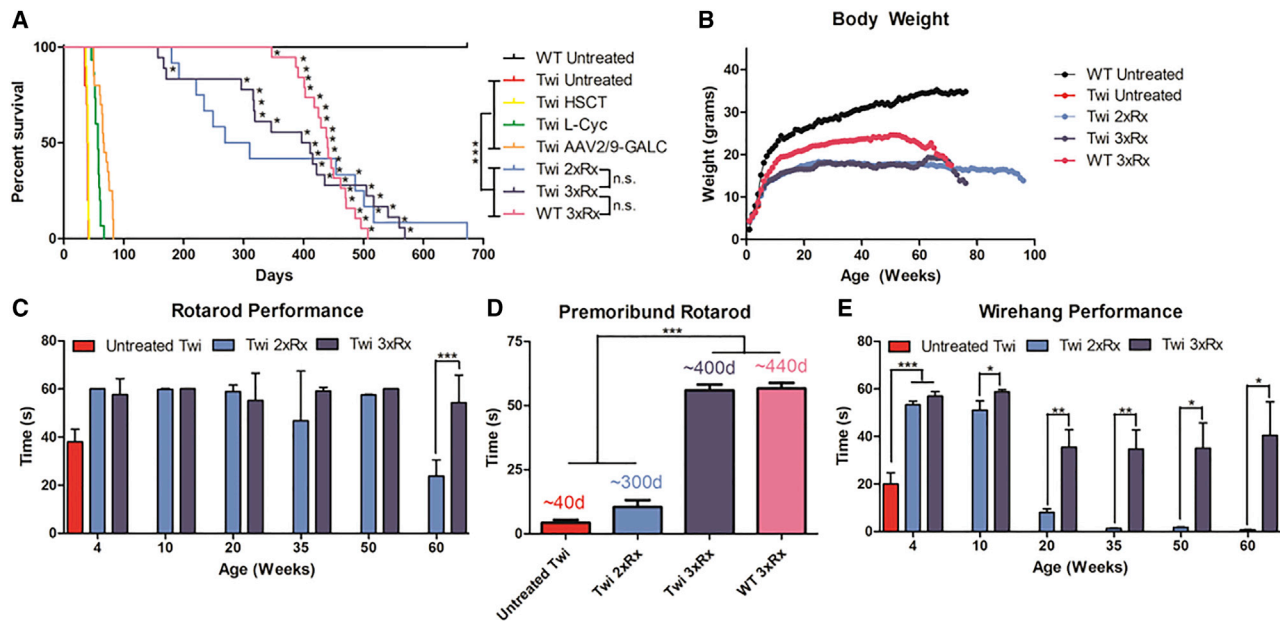 A
Percent survival
100
50
0
0 100 200 300 400 500 600 700
Days
* * * * * * * * * * * * * * * * * * * * * * * * * * * * * * * *
WT Untreated
Twi Untreated
Twi HSCT
Twi L-Cyc
Twi AAV2/9-GALC
Twi 2xRx
Twi 3xRx
WT 3xRx
***
n.s.
n.s.
B
Body Weight
Weight (grams)
40
30
20
10
0
0 20 40 60 80 100
Age (Weeks)
WT Untreated
Twi Untreated
Twi 2xRx
Twi 3xRx
WT 3xRx
C
Rotarod Performance
Untreated Twi Twi 2xRx Twi 3xRx
Time (s)
80
60
40
20
0
***
4 10 20 35 50 60
Age (Weeks)
D
Premoribund Rotarod
Time (s)
75
50
25
0
***
~40d
~300d
~400d
~440d
Untreated Twi
Twi 2xRx
Twi 3xRx
WT 3xRx
E
Wirehang Performance
Untreated Twi Twi 2xRx Twi 3xRx
Time (s)
80
60
40
20
0
*** * ** ** * *
4 10 20 35 50 60
Age (Weeks)